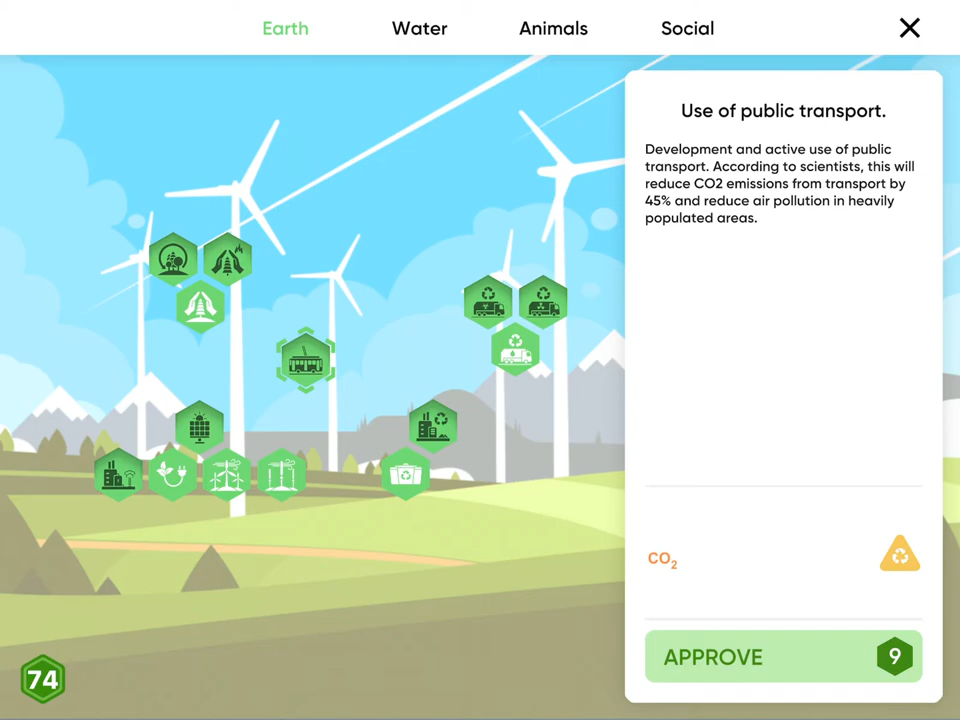 Earth Water Animals Social
Use of public transport.
Development and active use of public
transport. According to scientists, this will
reduce CO2 emissions from transport by
45% and reduce air pollution in heavily
populated areas.
CO₂
APPROVE 9
74